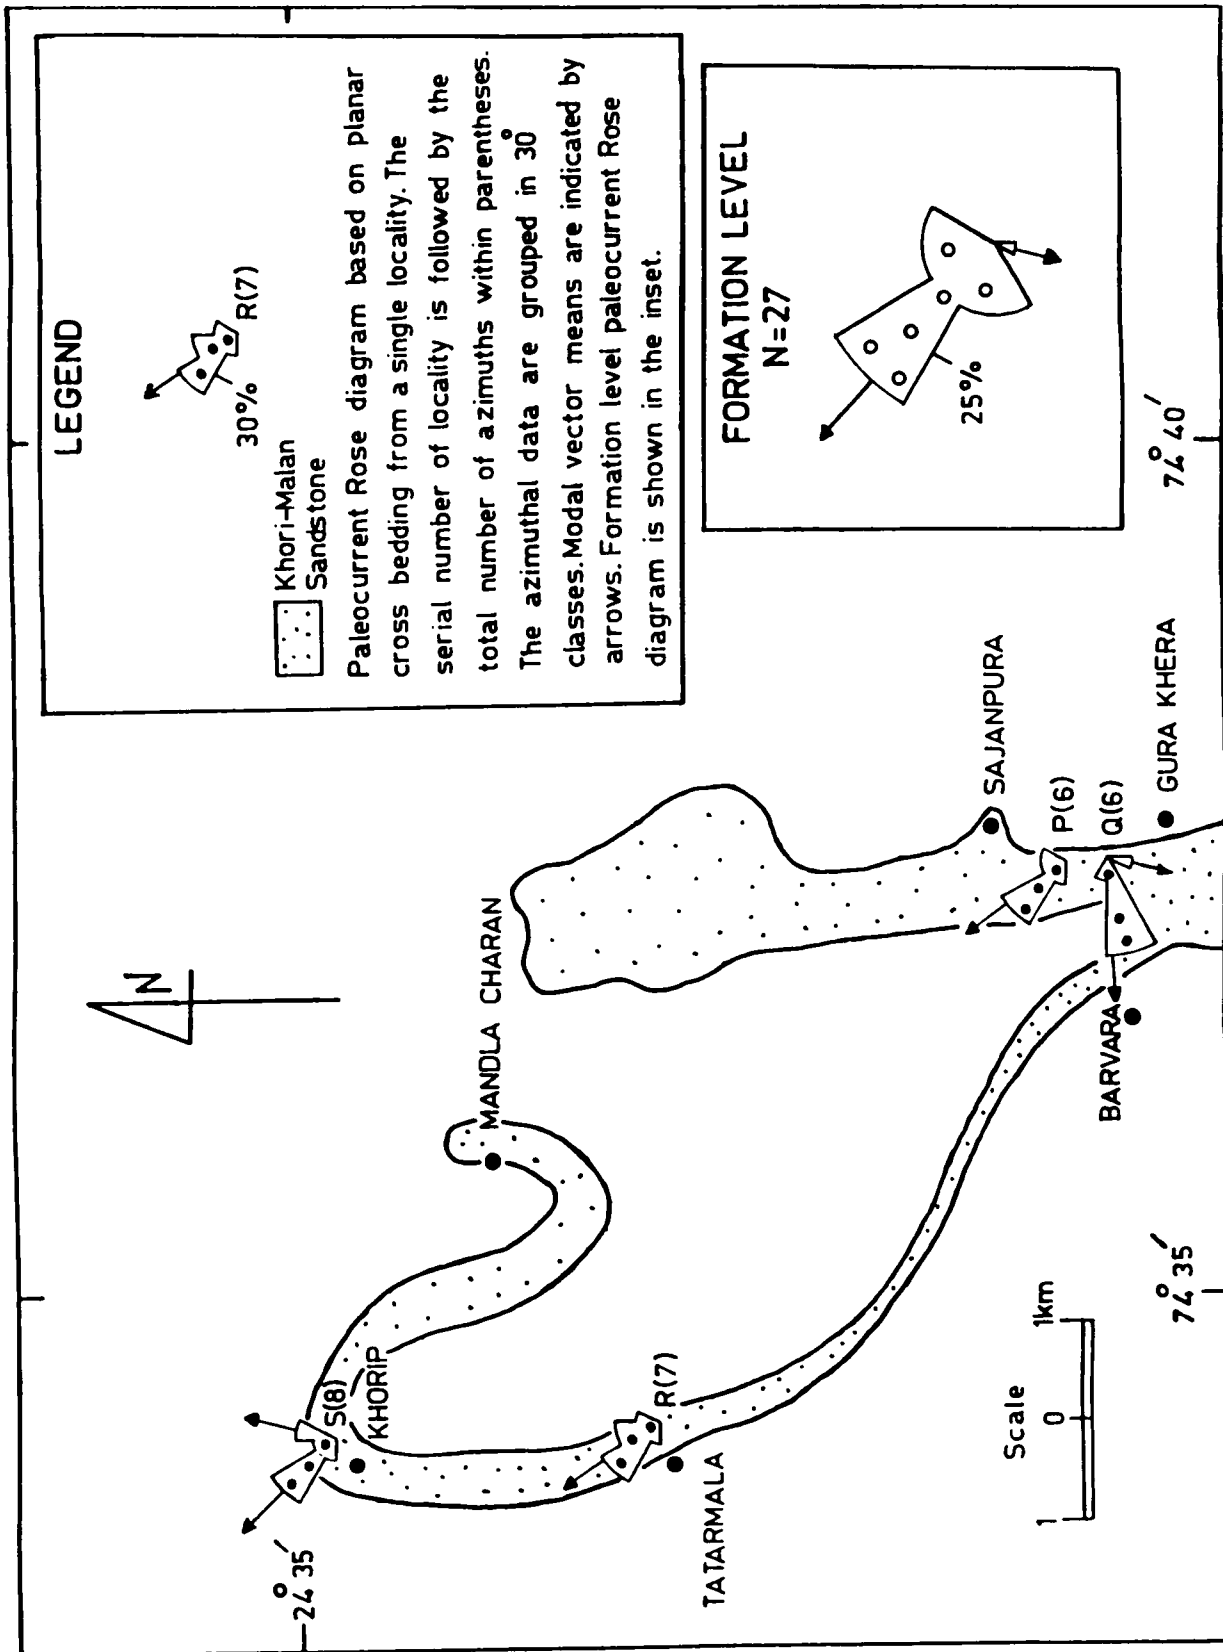 LEGEND
R(7)
30%
Khori-Malan
Sandstone
Paleocurrent Rose diagram based on planar
cross bedding from a single locality. The
serial number of locality is followed by the
total number of azimuths within parentheses.
The azimuthal data are grouped in 30°
classes. Modal vector means are indicated by
arrows. Formation level paleocurrent Rose
diagram is shown in the inset.
FORMATION LEVEL
N=27
25%
N
MANDLA CHARAN
S(8)
KHORIP
24° 35′
R(7)
TATARMALA
SAJANPURA
P(6)
Q(6)
GURA KHERA
BARVARA
Scale
1 0 1km
74° 35′
74° 40′